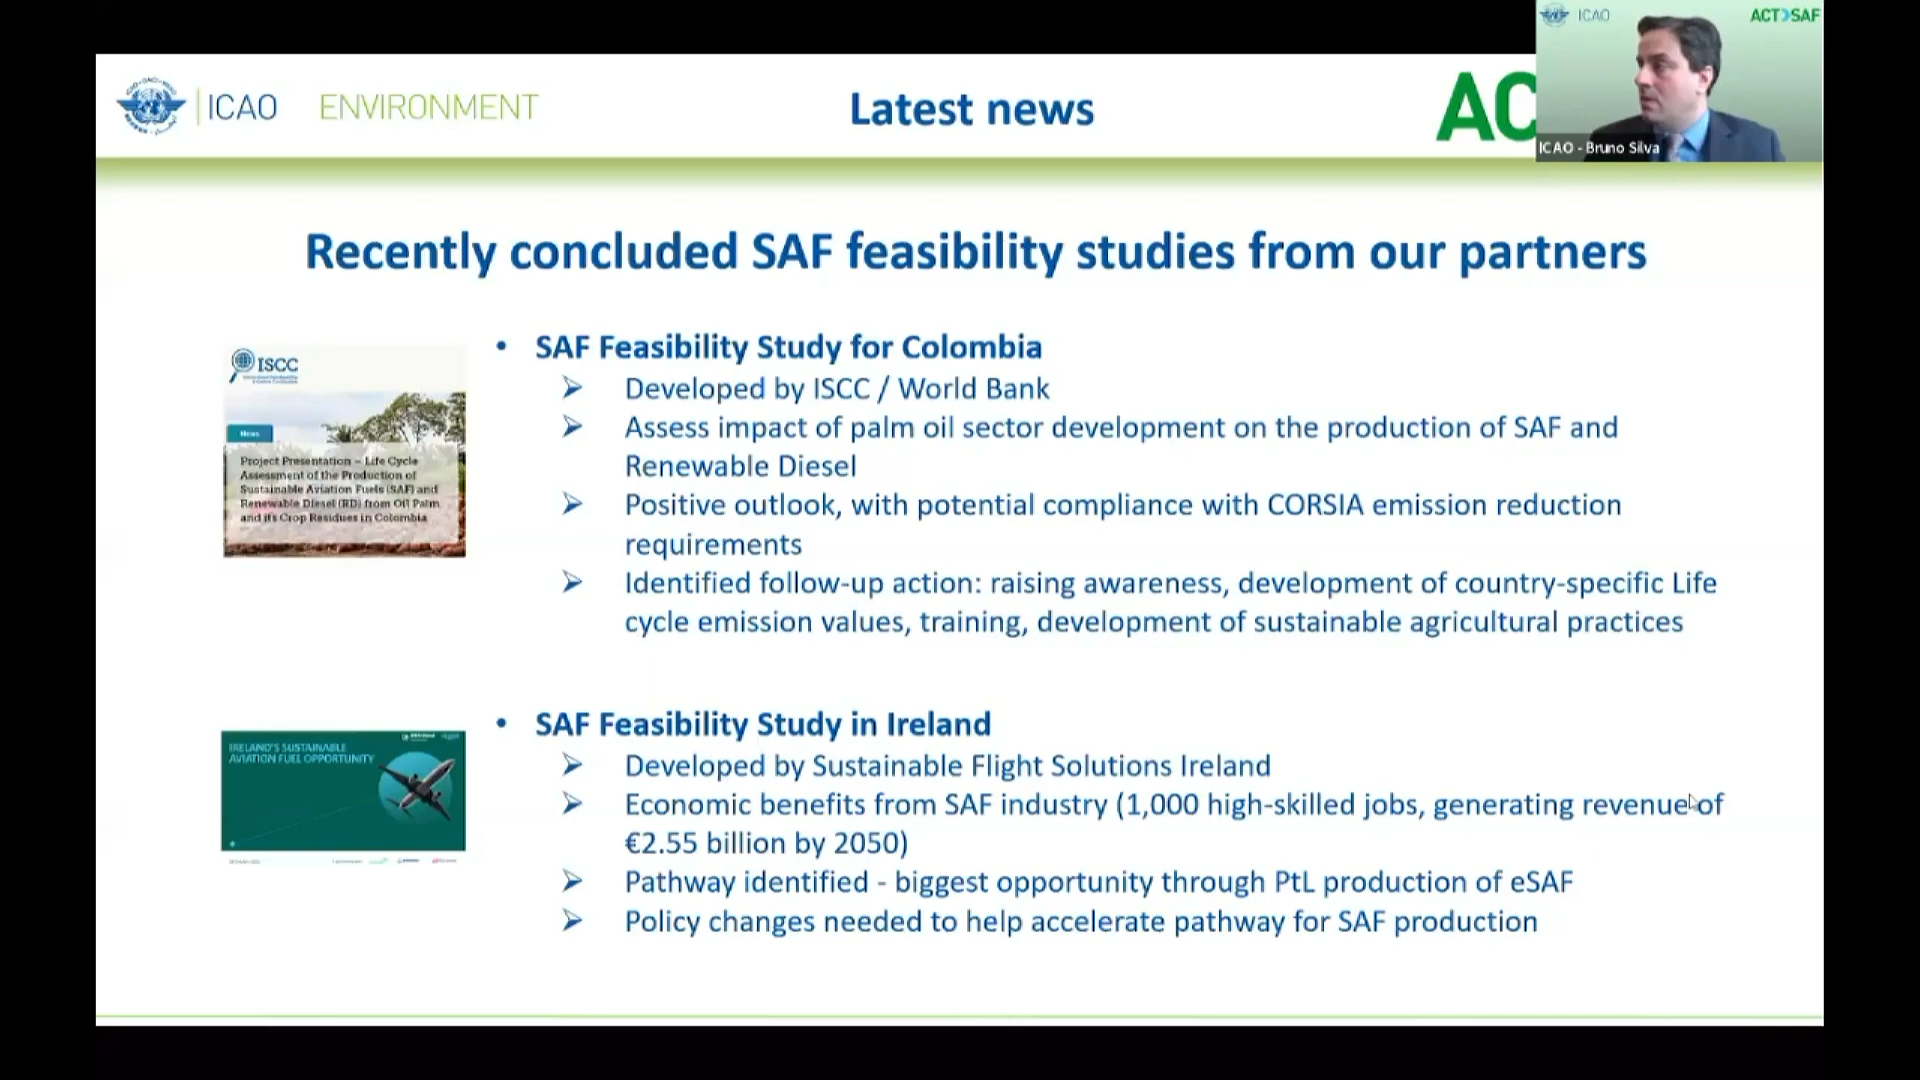 ICAO ACT>SAF
ICAO ENVIRONMENT Latest news AC
ICAO - Bruno Silva
Recently concluded SAF feasibility studies from our partners
• SAF Feasibility Study for Colombia
➢ Developed by ISCC / World Bank
➢ Assess impact of palm oil sector development on the production of SAF and
Renewable Diesel
➢ Positive outlook, with potential compliance with CORSIA emission reduction
requirements
➢ Identified follow-up action: raising awareness, development of country-specific Life
cycle emission values, training, development of sustainable agricultural practices
ISCC
News
Project Presentation – Life Cycle
Assessment of the Production of
Sustainable Aviation Fuels (SAF) and
Renewable Diesel (RD) from Oil Palm
and its Crop Residues in Colombia
• SAF Feasibility Study in Ireland
➢ Developed by Sustainable Flight Solutions Ireland
➢ Economic benefits from SAF industry (1,000 high-skilled jobs, generating revenue of
€2.55 billion by 2050)
➢ Pathway identified - biggest opportunity through PtL production of eSAF
➢ Policy changes needed to help accelerate pathway for SAF production
IRELAND'S SUSTAINABLE
AVIATION FUEL OPPORTUNITY